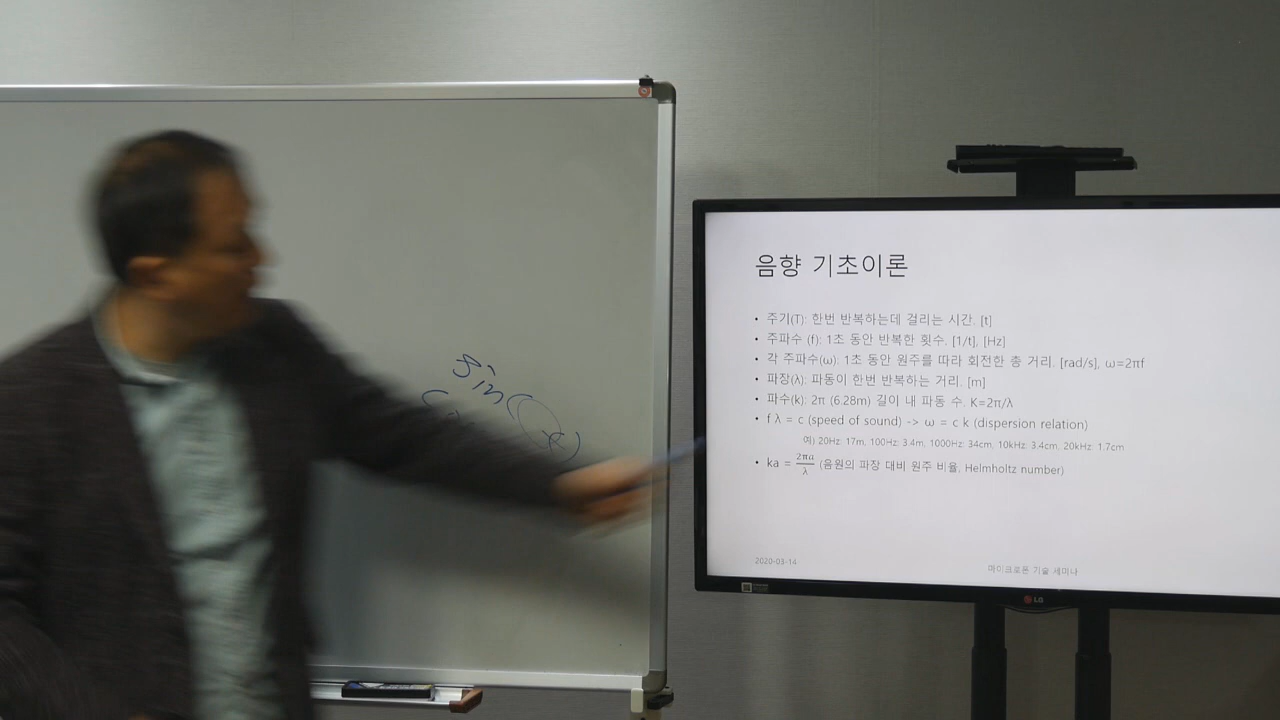 sin( k)
음향 기초이론
• 주기(T): 한번 반복하는데 걸리는 시간. [t]
• 주파수 (f): 1초 동안 반복한 횟수. [1/t], [Hz]
• 각 주파수(ω): 1초 동안 원주를 따라 회전한 총 거리. [rad/s], ω=2πf
• 파장(λ): 파동이 한번 반복하는 거리. [m]
• 파수(k): 2π (6.28m) 길이 내 파동 수. K=2π/λ
• f λ = c (speed of sound) -> ω = c k (dispersion relation)
예) 20Hz: 17m, 100Hz: 3.4m, 1000Hz: 34cm, 10kHz: 3.4cm, 20kHz: 1.7cm
• ka = 2πa/λ (음원의 파장 대비 원주 비율. Helmholtz number)
2020-03-14
마이크로폰 기술 세미나
LG